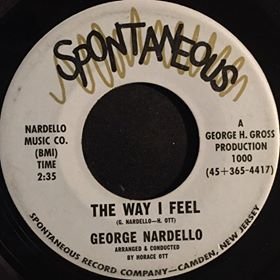 SPONTANEOUS
NARDELLO
MUSIC CO.
(BMI)
TIME
2:35
A
GEORGE H. GROSS
PRODUCTION
1000
(45+365-4417)
THE WAY I FEEL
(G. NARDELLO—H. OTT)
GEORGE NARDELLO
ARRANGED & CONDUCTED
BY HORACE OTT
SPONTANEOUS RECORD COMPANY—CAMDEN, NEW JERSEY